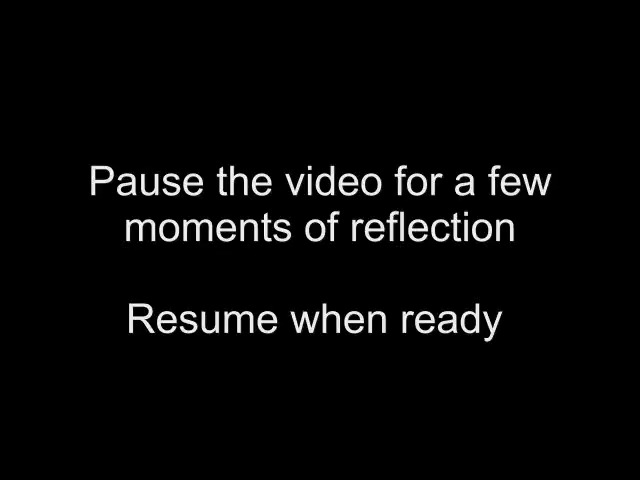 Pause the video for a few
moments of reflection
Resume when ready